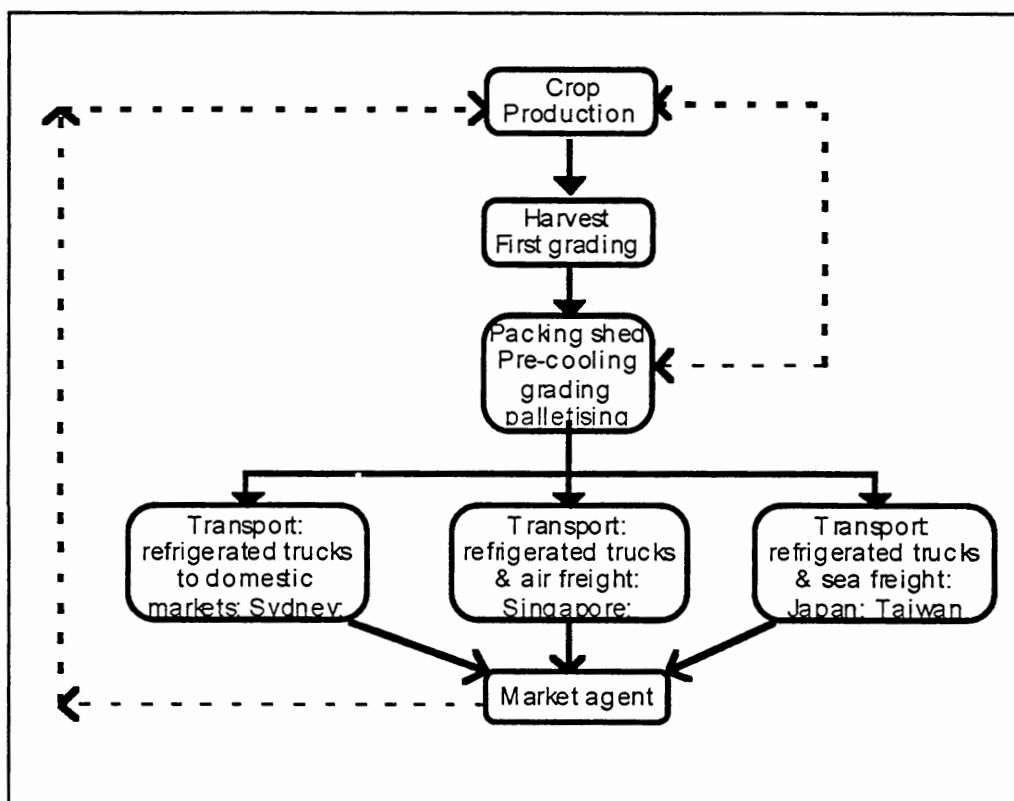 Crop
Production
Harvest
First grading
Packing shed
Pre-cooling
grading
palletising
Transport:
refrigerated trucks
to domestic
markets: Sydney:
Transport:
refrigerated trucks
& air freight:
Singapore:
Transport
refrigerated trucks
& sea freight:
Japan: Taiwan
Market agent